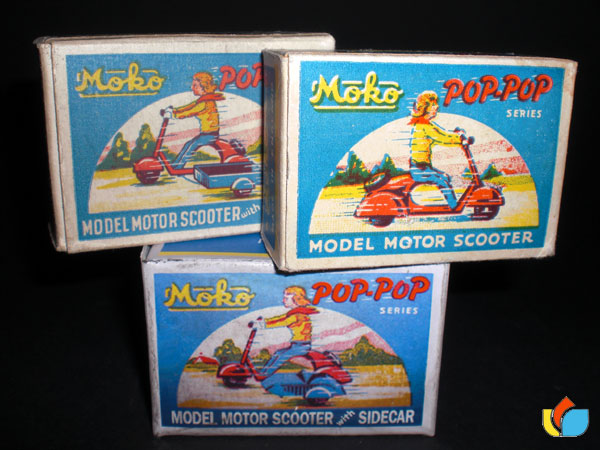 Moko POP
MODEL MOTOR SCOOTER with
Moko POP-POP
SERIES
MODEL MOTOR SCOOTER
Moko POP-POP
SERIES
MODEL MOTOR SCOOTER with SIDECAR